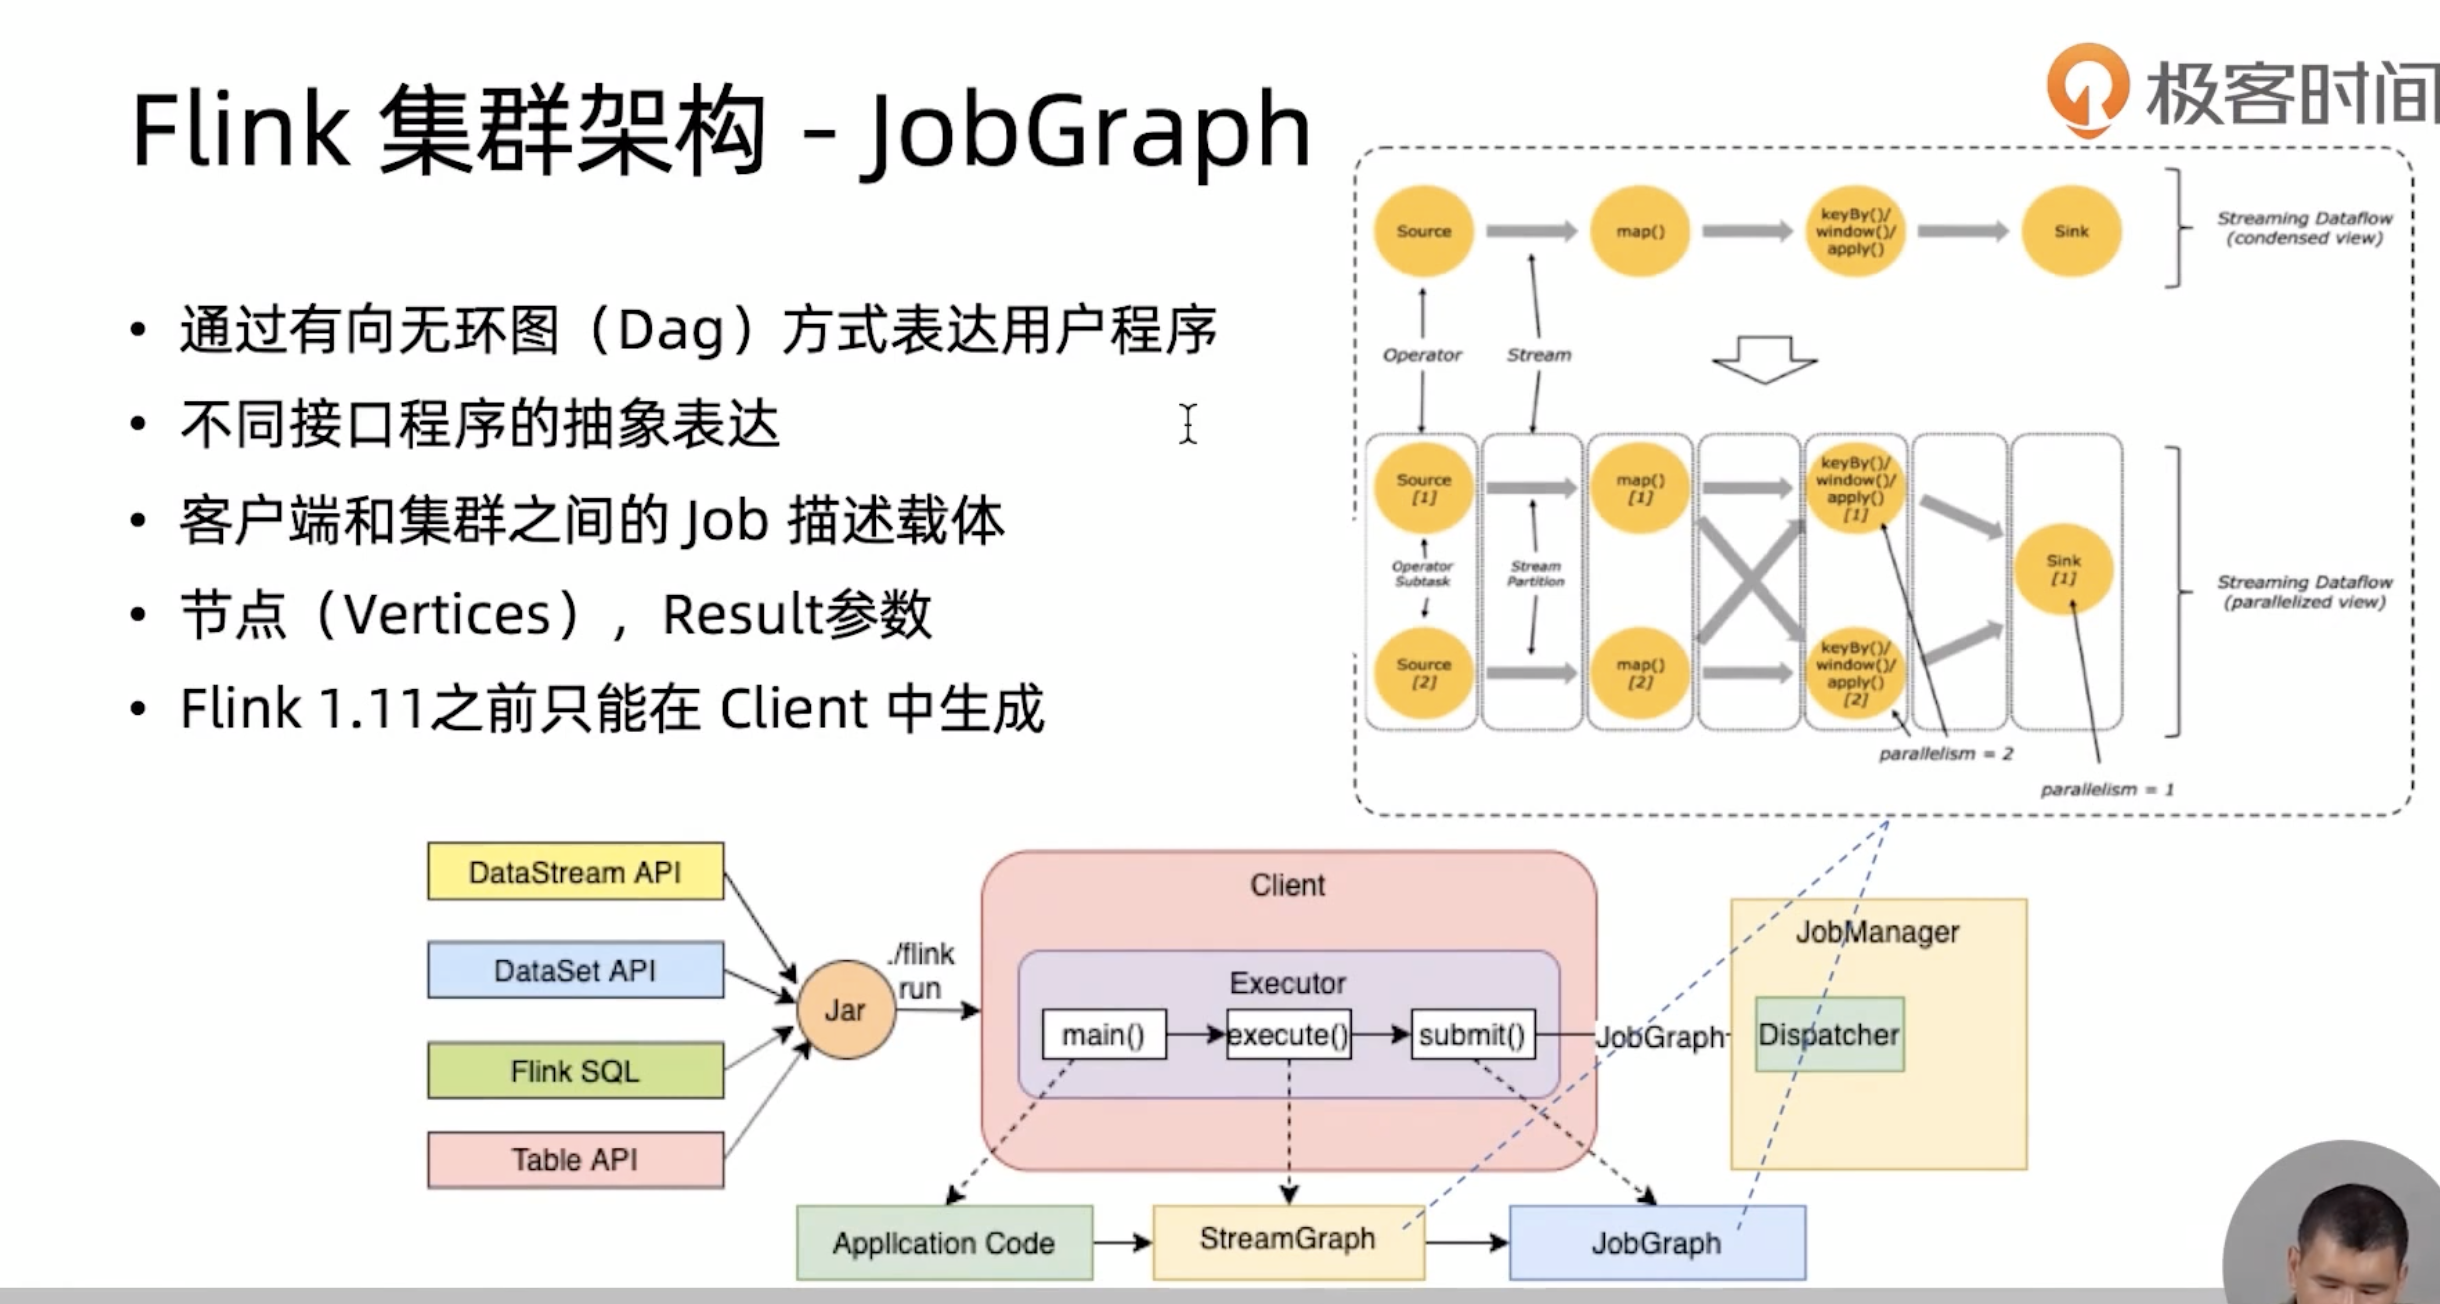 极客时间
Flink 集群架构 - JobGraph
• 通过有向无环图（Dag）方式表达用户程序
• 不同接口程序的抽象表达
• 客户端和集群之间的 Job 描述载体
• 节点（Vertices），Result参数
• Flink 1.11之前只能在 Client 中生成
Source
map()
keyBy()/
window()/
apply()
Sink
Streaming Dataflow
(condensed view)
Operator
Stream
Source
[1]
map()
[1]
keyBy()/
window()/
apply()
[1]
Operator
Subtask
Stream
Partition
Sink
[1]
Streaming Dataflow
(parallelized view)
Source
[2]
map()
[2]
keyBy()/
window()/
apply()
[2]
parallelism = 2
parallelism = 1
DataStream API
DataSet API
Flink SQL
Table API
Jar
./flink
run
Client
Executor
main()
execute()
submit()
JobGraph
JobManager
Dispatcher
Application Code
StreamGraph
JobGraph